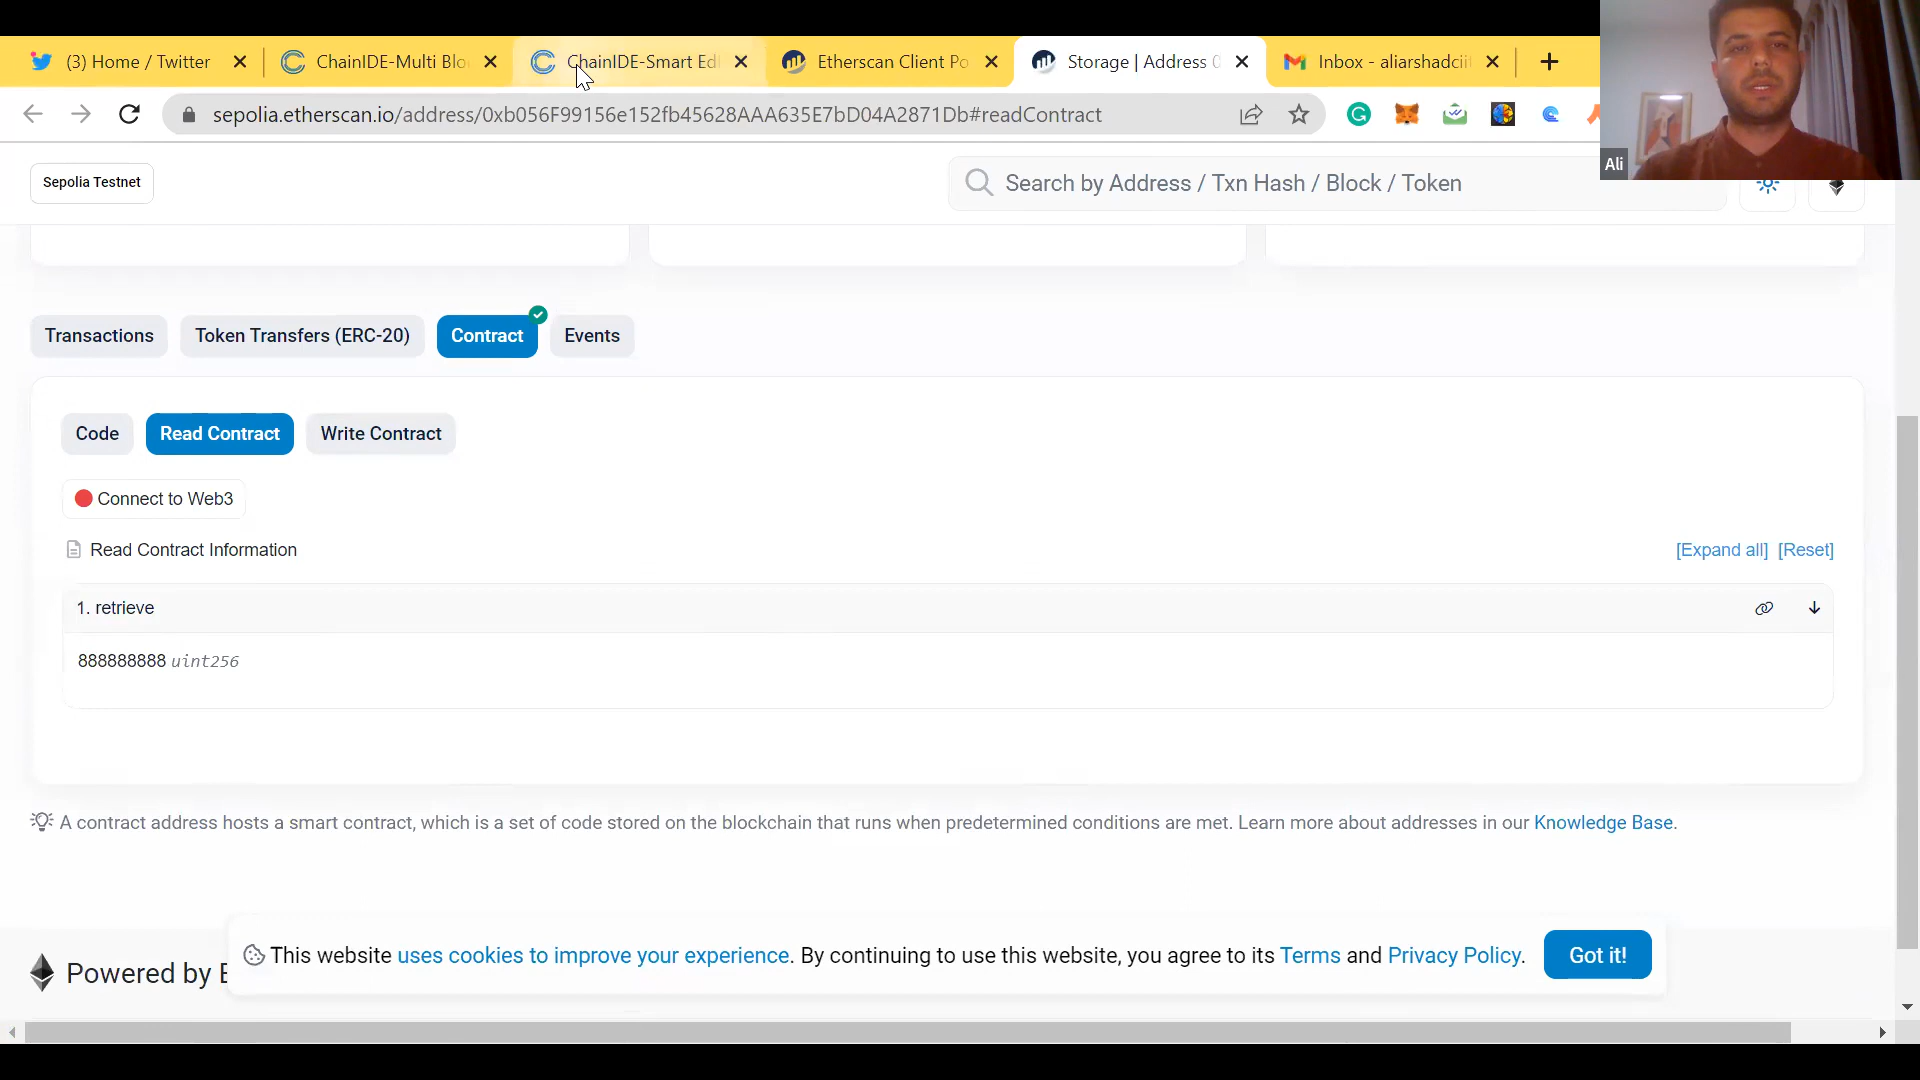 (3) Home / Twitter
ChainIDE-Multi Blo
ChainIDE-Smart Ed
Etherscan Client Po
Storage | Address 0
Inbox - aliarshadciit
sepolia.etherscan.io/address/0xb056F99156e152fb45628AAA635E7bD04A2871Db#readContract
Ali
Sepolia Testnet
Search by Address / Txn Hash / Block / Token
Transactions
Token Transfers (ERC-20)
Contract
Events
Code
Read Contract
Write Contract
Connect to Web3
Read Contract Information
[Expand all] [Reset]
1. retrieve
888888888 uint256
A contract address hosts a smart contract, which is a set of code stored on the blockchain that runs when predetermined conditions are met. Learn more about addresses in our Knowledge Base.
This website uses cookies to improve your experience. By continuing to use this website, you agree to its Terms and Privacy Policy.
Got it!
Powered by E